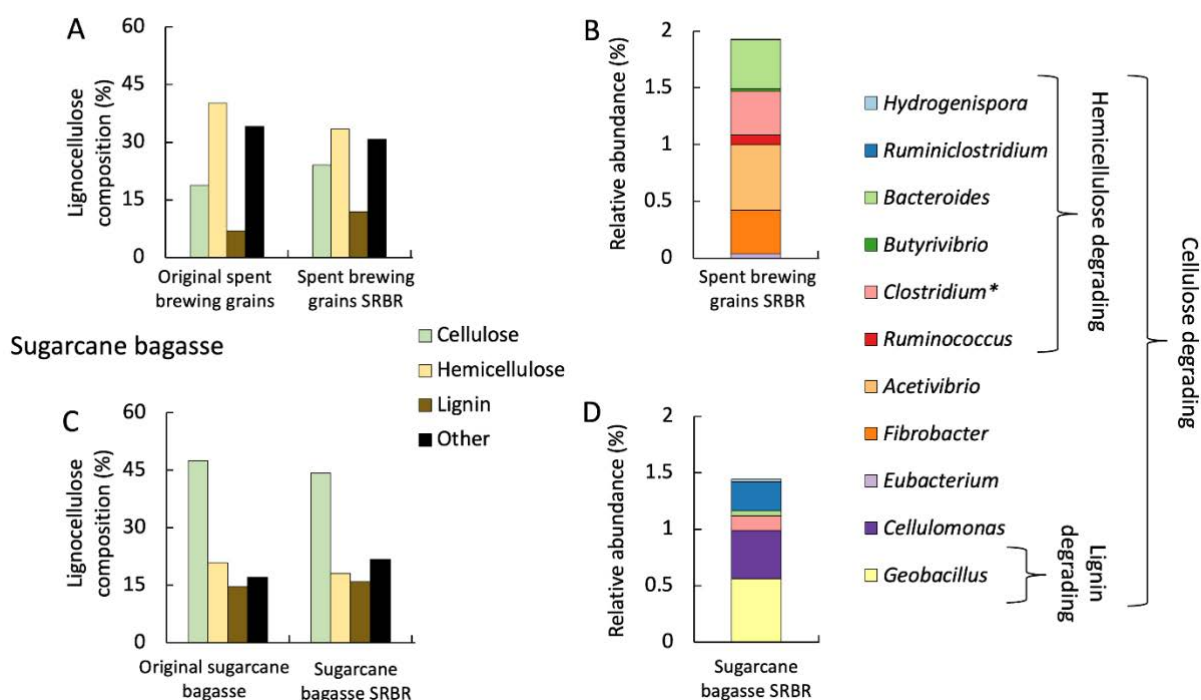 A
60
45
30
15
0
Lignocellulose
composition (%)
Original spent
brewing grains
Spent brewing
grains SRBR
B
2
1.5
1
0.5
0
Relative abundance (%)
Spent brewing
grains SRBR
Sugarcane bagasse
Cellulose
Hemicellulose
Lignin
Other
C
60
45
30
15
0
Lignocellulose
composition (%)
Original sugarcane
bagasse
Sugarcane
bagasse SRBR
D
2
1.5
1
0.5
0
Relative abundance (%)
Sugarcane
bagasse SRBR
Hydrogenispora
Ruminiclostridium
Bacteroides
Butyrivibrio
Clostridium*
Ruminococcus
Acetivibrio
Fibrobacter
Eubacterium
Cellulomonas
Geobacillus
Hemicellulose degrading
Lignin
degrading
Cellulose degrading